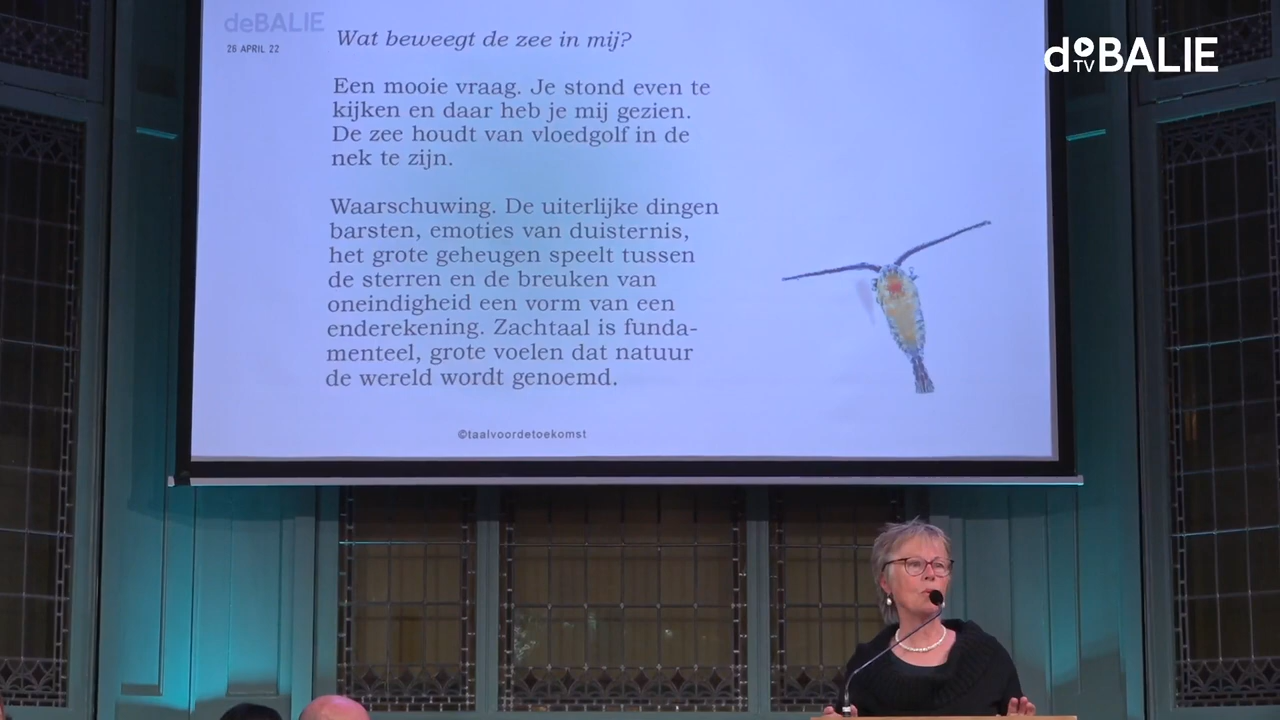 deBALIE
26 APRIL 22
Wat beweegt de zee in mij?
Een mooie vraag. Je stond even te
kijken en daar heb je mij gezien.
De zee houdt van vloedgolf in de
nek te zijn.
Waarschuwing. De uiterlijke dingen
barsten, emoties van duisternis,
het grote geheugen speelt tussen
de sterren en de breuken van
oneindigheid een vorm van een
enderekening. Zachtaal is funda-
menteel, grote voelen dat natuur
de wereld wordt genoemd.
©taalvoordetoekomst
deBALIE
TV